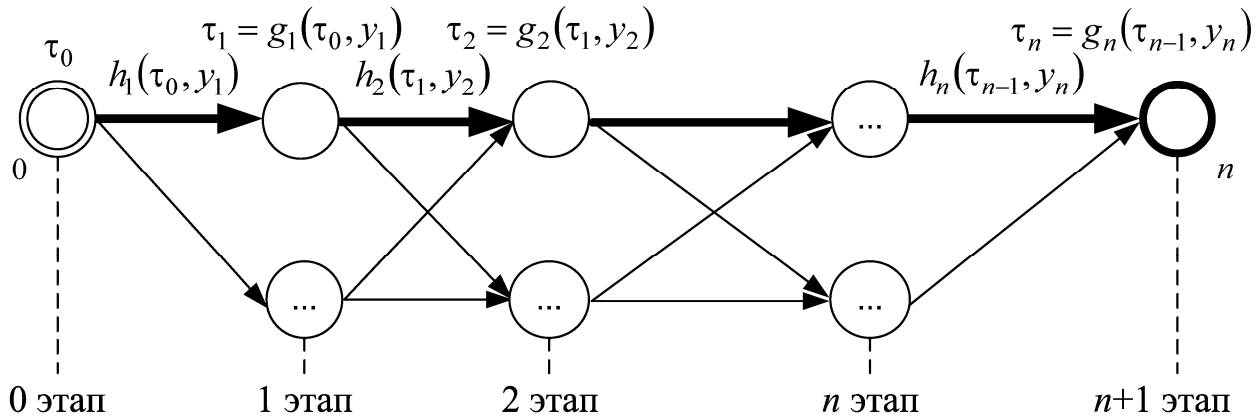 τ₀ τ₁ = g₁(τ₀, y₁) τ₂ = g₂(τ₁, y₂) τₙ = gₙ(τₙ₋₁, yₙ)
h₁(τ₀, y₁) h₂(τ₁, y₂) hₙ(τₙ₋₁, yₙ)
...
0 n
... ... ...
0 этап 1 этап 2 этап n этап n+1 этап